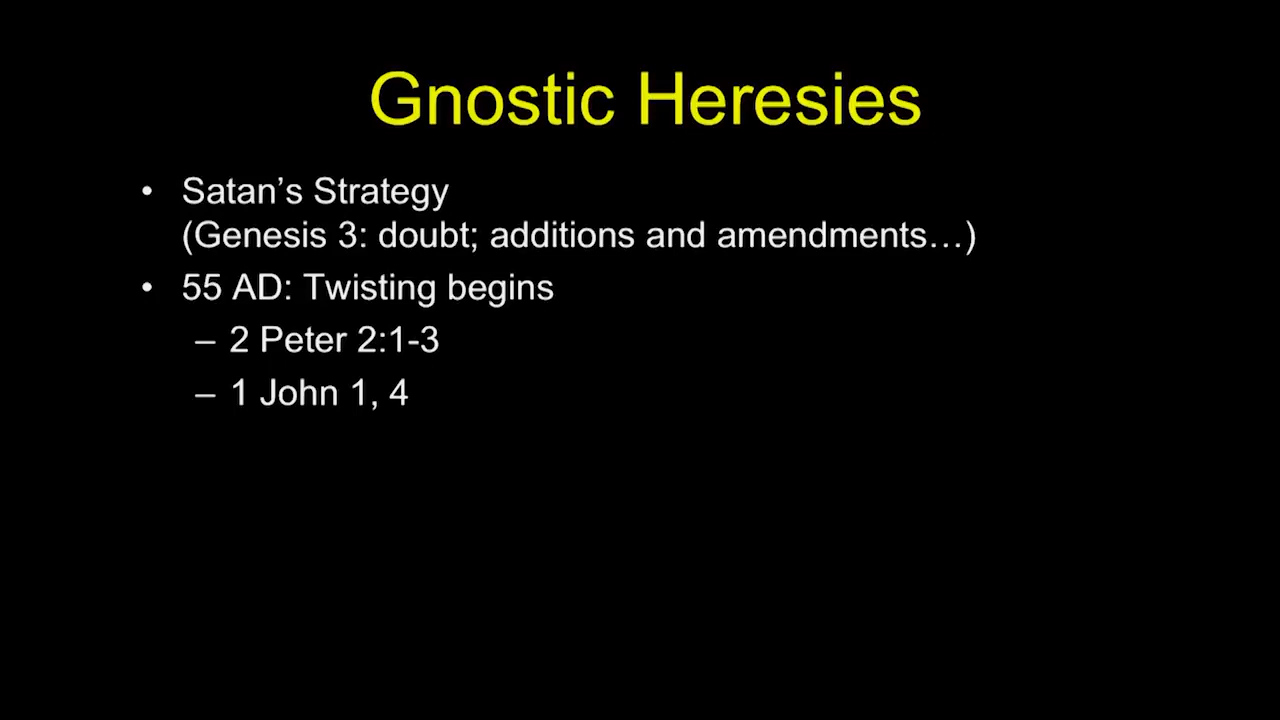 Gnostic Heresies
• Satan’s Strategy
(Genesis 3: doubt; additions and amendments…)
• 55 AD: Twisting begins
– 2 Peter 2:1-3
– 1 John 1, 4